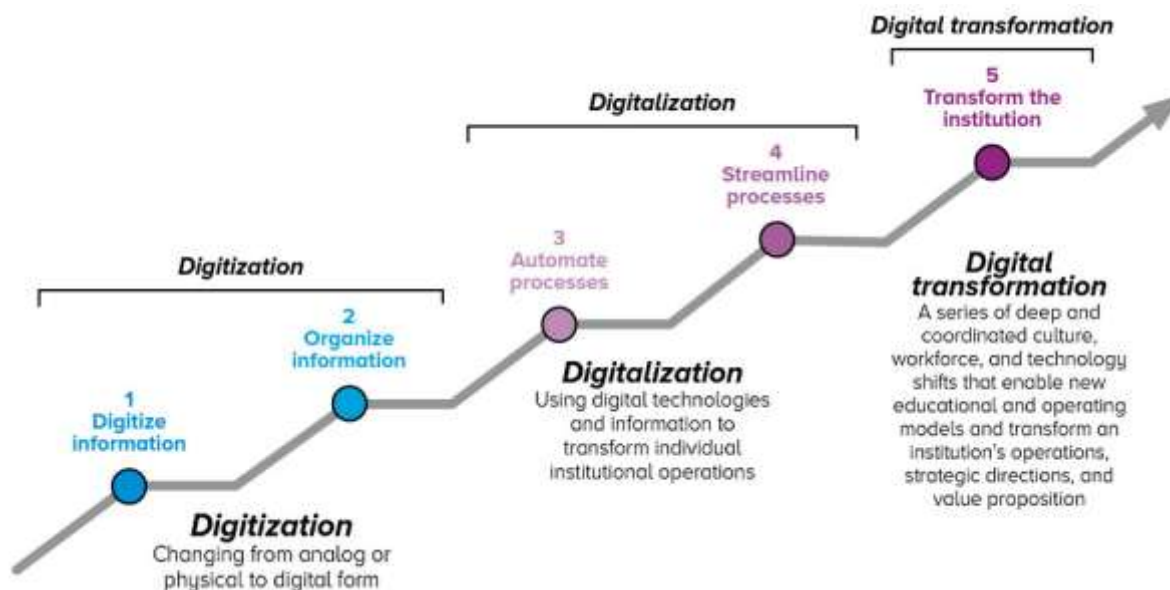 Digital transformation
5
Transform the
institution
Digitalization
4
Streamline
processes
3
Automate
processes
Digitization
2
Organize
information
1
Digitize
information
Digital
transformation
A series of deep and
coordinated culture,
workforce, and technology
shifts that enable new
educational and operating
models and transform an
institution's operations,
strategic directions, and
value proposition
Digitalization
Using digital technologies
and information to
transform individual
institutional operations
Digitization
Changing from analog or
physical to digital form